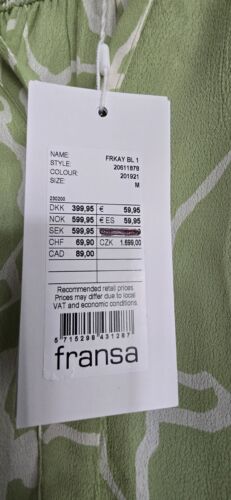 NAME: FRKAY BL 1
STYLE: 20611879
COLOUR: 201921
SIZE: M
230200
DKK 399,95 € 59,95
NOK 599,95 € ES 59,95
SEK 599,95
CHF 69,90 CZK 1.699,00
CAD 89,00
Recommended retail prices
Prices may differ due to local
VAT and economic conditions.
5 715298 431287
fransa